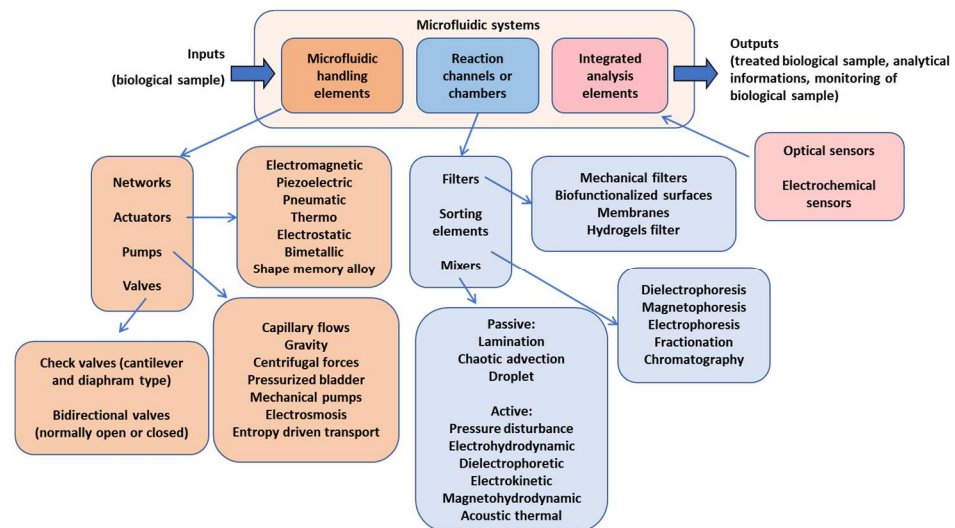 Microfluidic systems
Inputs
(biological sample)
Microfluidic
handling
elements
Reaction
channels or
chambers
Integrated
analysis
elements
Outputs
(treated biological sample, analytical
informations, monitoring of
biological sample)
Networks
Actuators
Pumps
Valves
Electromagnetic
Piezoelectric
Pneumatic
Thermo
Electrostatic
Bimetallic
Shape memory alloy
Filters
Sorting
elements
Mixers
Mechanical filters
Biofunctionalized surfaces
Membranes
Hydrogels filter
Optical sensors
Electrochemical
sensors
Check valves (cantilever
and diaphram type)
Bidirectional valves
(normally open or closed)
Capillary flows
Gravity
Centrifugal forces
Pressurized bladder
Mechanical pumps
Electrosmosis
Entropy driven transport
Passive:
Lamination
Chaotic advection
Droplet
Active:
Pressure disturbance
Electrohydrodynamic
Dielectrophoretic
Electrokinetic
Magnetohydrodynamic
Acoustic thermal
Dielectrophoresis
Magnetophoresis
Electrophoresis
Fractionation
Chromatography